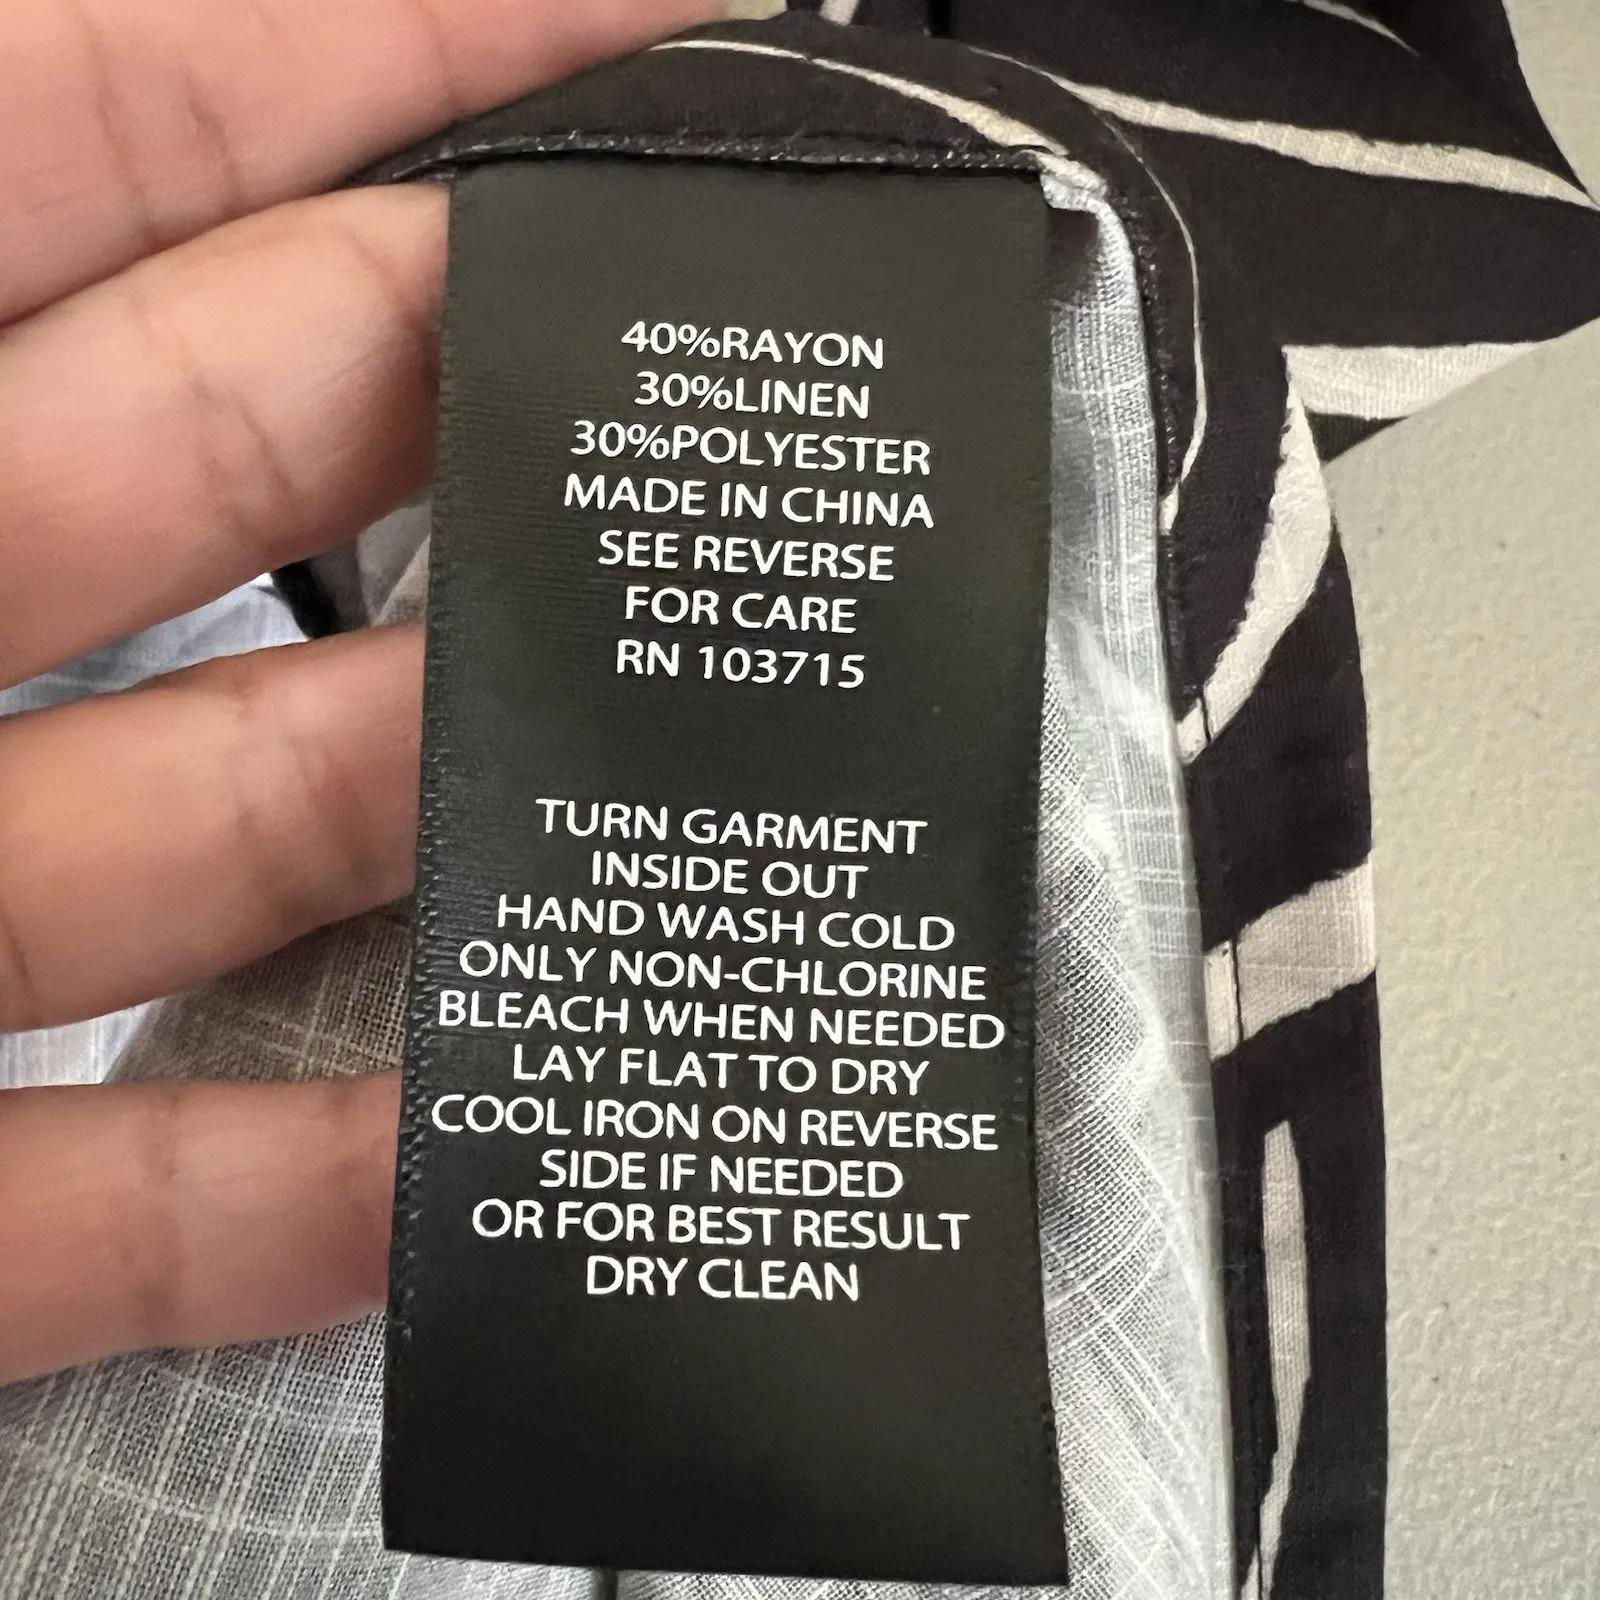 40%RAYON
30%LINEN
30%POLYESTER
MADE IN CHINA
SEE REVERSE
FOR CARE
RN 103715
TURN GARMENT
INSIDE OUT
HAND WASH COLD
ONLY NON-CHLORINE
BLEACH WHEN NEEDED
LAY FLAT TO DRY
COOL IRON ON REVERSE
SIDE IF NEEDED
OR FOR BEST RESULT
DRY CLEAN